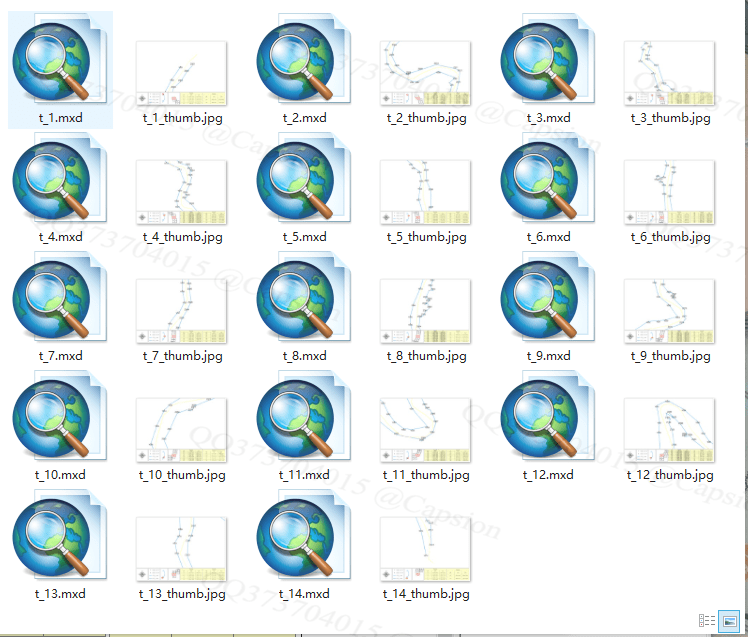 t_1.mxd t_1_thumb.jpg t_2.mxd t_2_thumb.jpg t_3.mxd t_3_thumb.jpg
t_4.mxd t_4_thumb.jpg t_5.mxd t_5_thumb.jpg t_6.mxd t_6_thumb.jpg
t_7.mxd t_7_thumb.jpg t_8.mxd t_8_thumb.jpg t_9.mxd t_9_thumb.jpg
t_10.mxd t_10_thumb.jpg t_11.mxd t_11_thumb.jpg t_12.mxd t_12_thumb.jpg
t_13.mxd t_13_thumb.jpg t_14.mxd t_14_thumb.jpg
QQ373704015 @Capsion